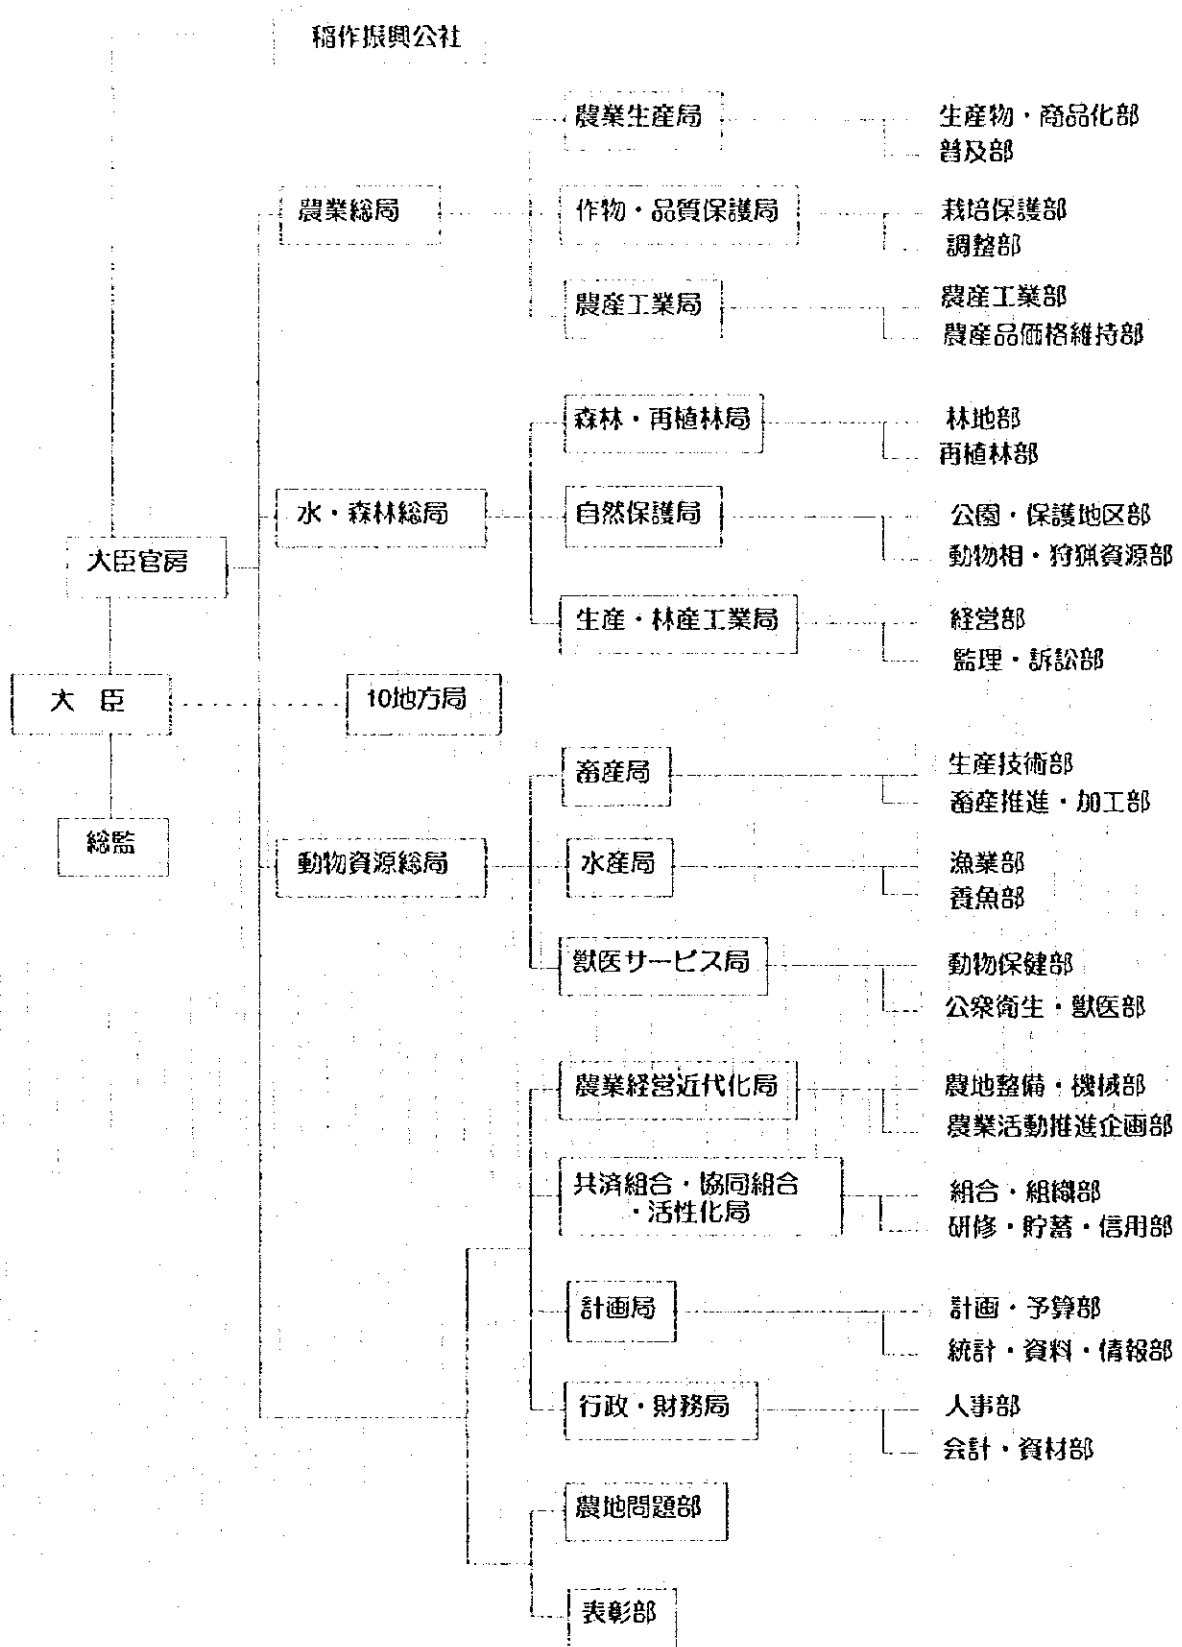 稲作振興公社
農業生産局
生産物・商品化部
普及部
農業総局
作物・品質保護局
栽培保護部
調整部
農産工業局
農産工業部
農産品価格維持部
森林・再植林局
林地部
再植林部
水・森林総局
自然保護局
公園・保護地区部
動物相・狩猟資源部
大臣官房
生産・林産工業局
経営部
監理・訴訟部
大 臣
10地方局
畜産局
生産技術部
畜産推進・加工部
総監
動物資源総局
水産局
漁業部
養魚部
獣医サービス局
動物保健部
公衆衛生・獣医部
農業経営近代化局
農地整備・機械部
農業活動推進企画部
共済組合・協同組合
・活性化局
組合・組織部
研修・貯蓄・信用部
計画局
計画・予算部
統計・資料・情報部
行政・財務局
人事部
会計・資材部
農地問題部
表彰部